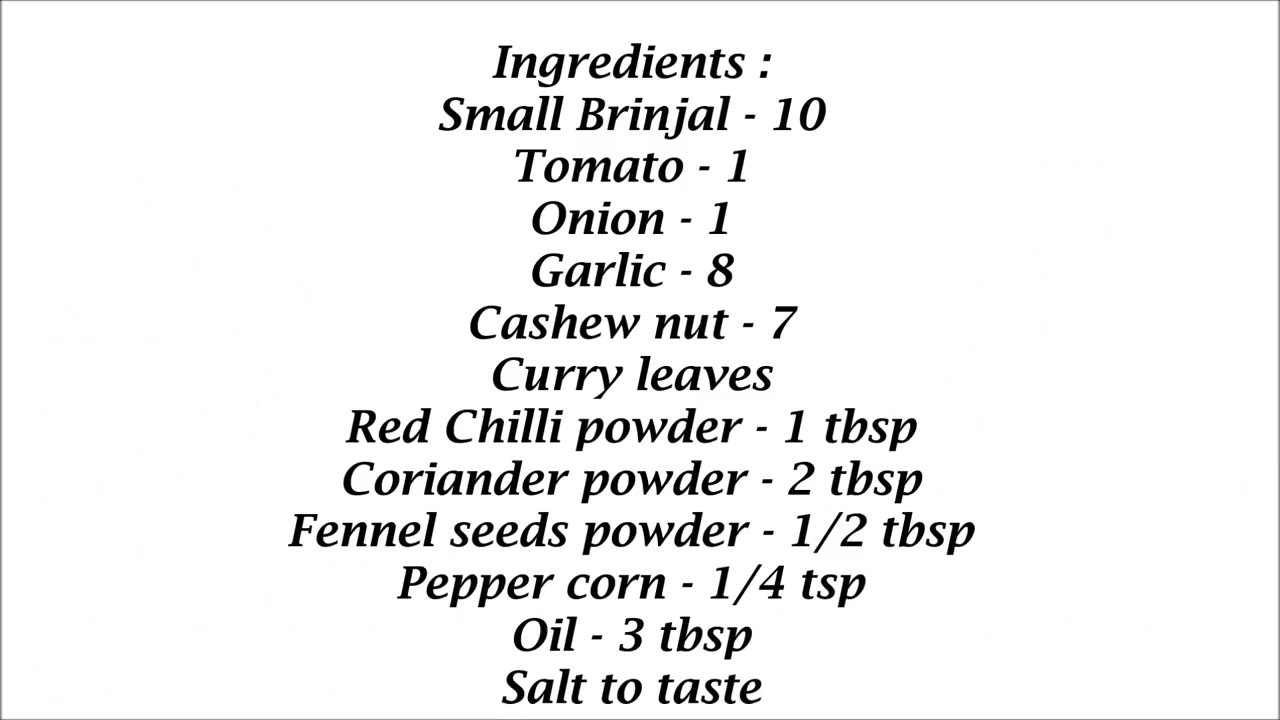 Ingredients :
Small Brinjal - 10
Tomato - 1
Onion - 1
Garlic - 8
Cashew nut - 7
Curry leaves
Red Chilli powder - 1 tbsp
Coriander powder - 2 tbsp
Fennel seeds powder - 1/2 tbsp
Pepper corn - 1/4 tsp
Oil - 3 tbsp
Salt to taste